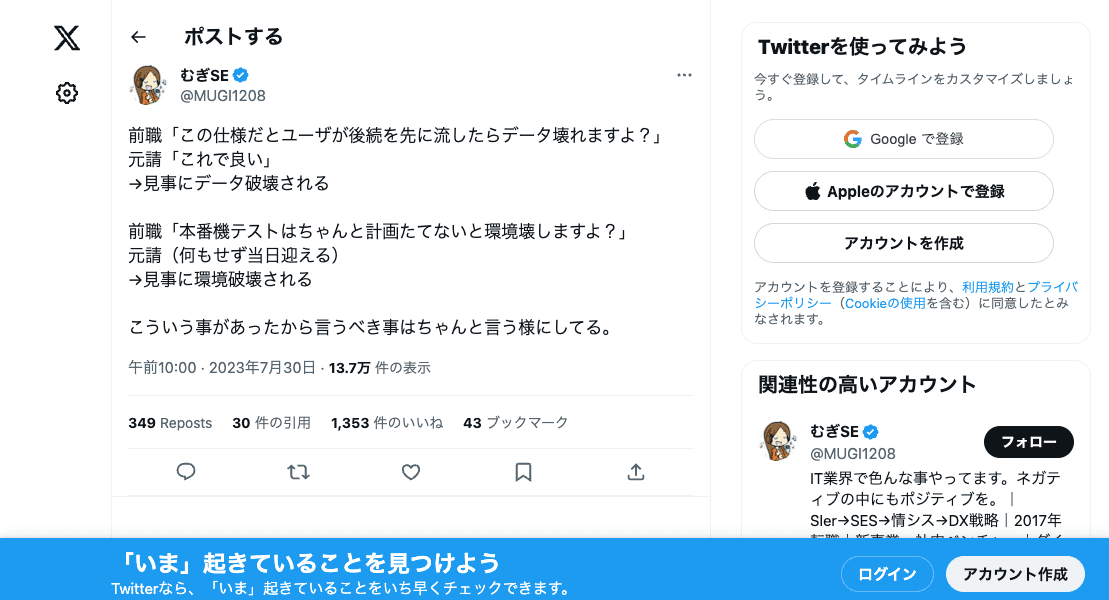 ポストする
むぎSE
@MUGI1208
前職「この仕様だとユーザが後続を先に流したらデータ壊れますよ？」
元請「これで良い」
→見事にデータ破壊される
前職「本番機テストはちゃんと計画たてないと環境壊しますよ？」
元請（何もせず当日迎える）
→見事に環境破壊される
こういう事があったから言うべき事はちゃんと言う様にしてる。
午前10:00 · 2023年7月30日 · 13.7万 件の表示
349 Reposts 30 件の引用 1,353 件のいいね 43 ブックマーク
Twitterを使ってみよう
今すぐ登録して、タイムラインをカスタマイズしましょ
う。
Google で登録
Appleのアカウントで登録
アカウントを作成
アカウントを登録することにより、利用規約とプライバ
シーポリシー（Cookieの使用を含む）に同意したとみ
なされます。
関連性の高いアカウント
むぎSE
@MUGI1208
フォロー
IT業界で色んな事やってます。ネガテ
ィブの中にもポジティブを。｜
SIer→SES→情シス→DX戦略｜2017年
「いま」起きていることを見つけよう
Twitterなら、「いま」起きていることをいち早くチェックできます。
ログイン
アカウント作成